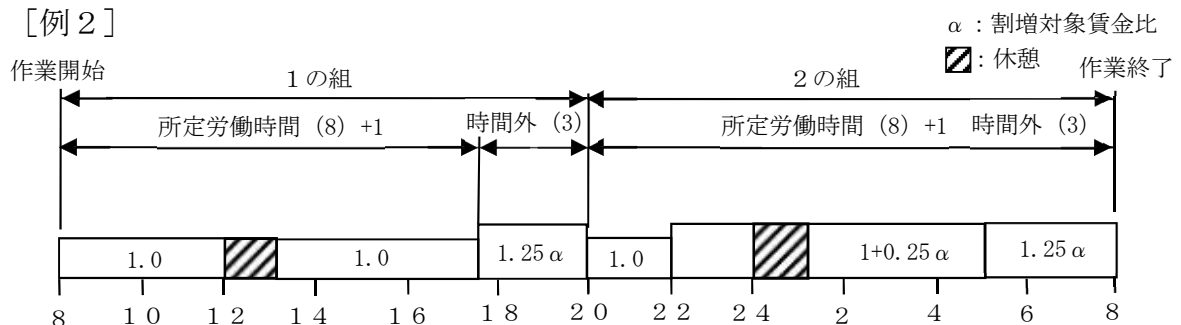 ［例２］
α：割増対象賃金比
：休憩
作業開始
１の組
２の組
作業終了
所定労働時間（8）+1
時間外（3）
所定労働時間（8）+1
時間外（3）
1.0
1.0
1.25α
1.0
1+0.25α
1.25α
8 10 12 14 16 18 20 22 24 2 4 6 8